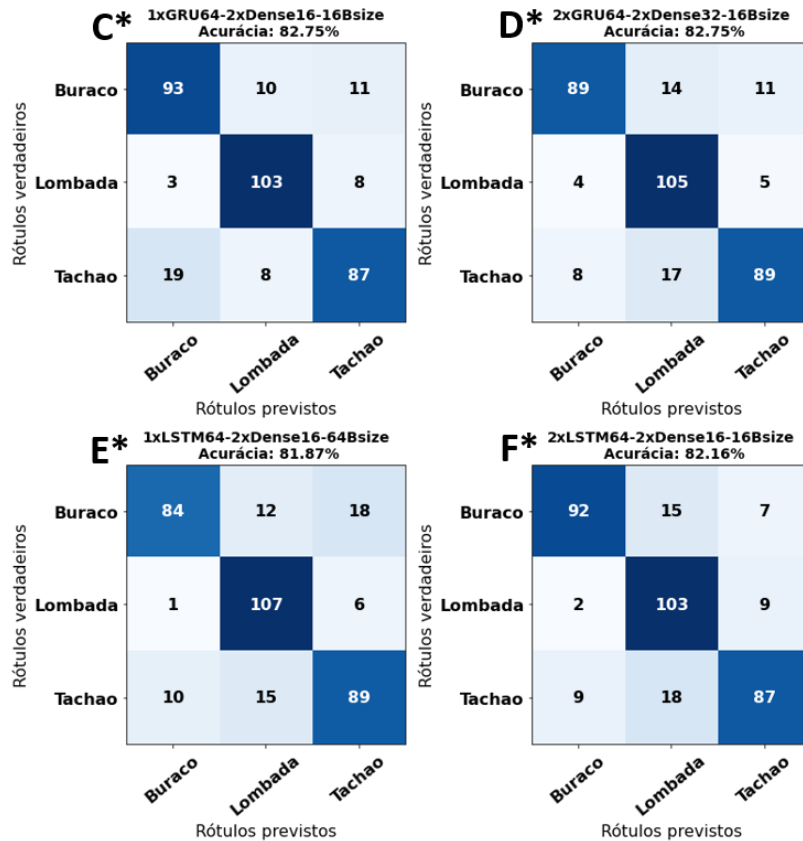 C*
1xGRU64-2xDense16-16Bsize
Acurácia: 82.75%
Rótulos verdadeiros
Buraco 93 10 11
Lombada 3 103 8
Tachao 19 8 87
Buraco Lombada Tachao
Rótulos previstos
D*
2xGRU64-2xDense32-16Bsize
Acurácia: 82.75%
Rótulos verdadeiros
Buraco 89 14 11
Lombada 4 105 5
Tachao 8 17 89
Buraco Lombada Tachao
Rótulos previstos
E*
1xLSTM64-2xDense16-64Bsize
Acurácia: 81.87%
Rótulos verdadeiros
Buraco 84 12 18
Lombada 1 107 6
Tachao 10 15 89
Buraco Lombada Tachao
Rótulos previstos
F*
2xLSTM64-2xDense16-16Bsize
Acurácia: 82.16%
Rótulos verdadeiros
Buraco 92 15 7
Lombada 2 103 9
Tachao 9 18 87
Buraco Lombada Tachao
Rótulos previstos